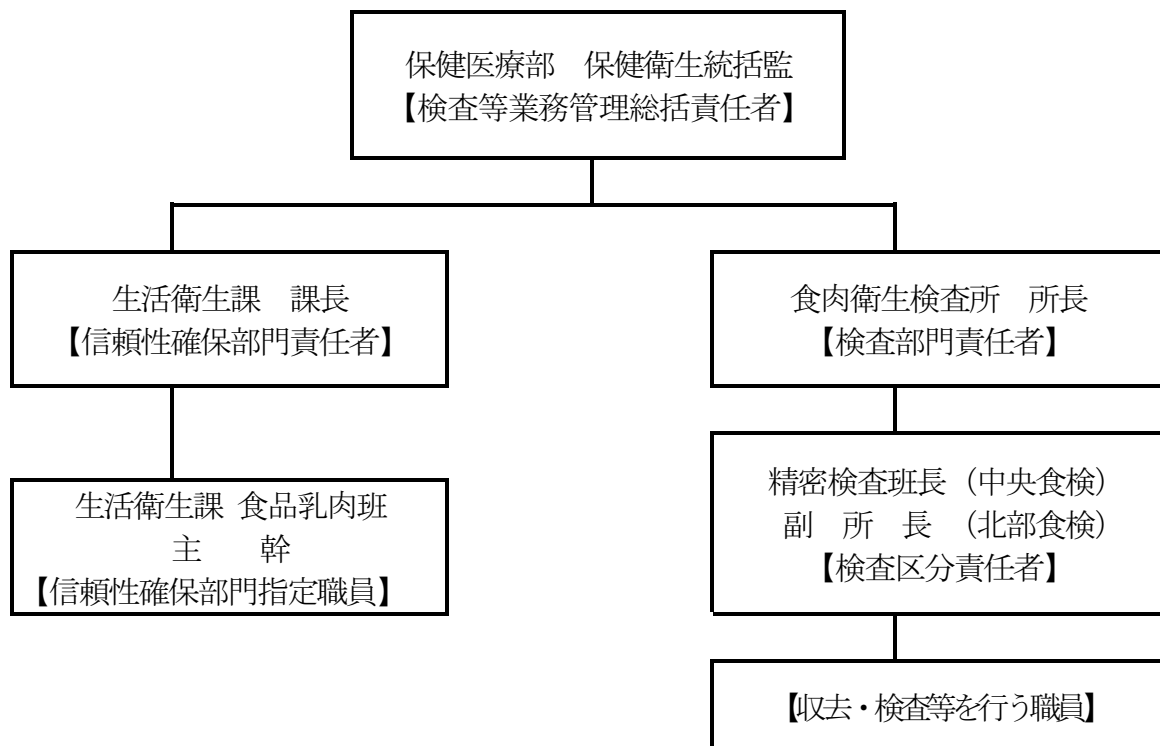 保健医療部　保健衛生統括監
【検査等業務管理総括責任者】
生活衛生課　課長
【信頼性確保部門責任者】
食肉衛生検査所　所長
【検査部門責任者】
生活衛生課 食品乳肉班
主　　幹
【信頼性確保部門指定職員】
精密検査班長（中央食検）
副　所　長　（北部食検）
【検査区分責任者】
【収去・検査等を行う職員】